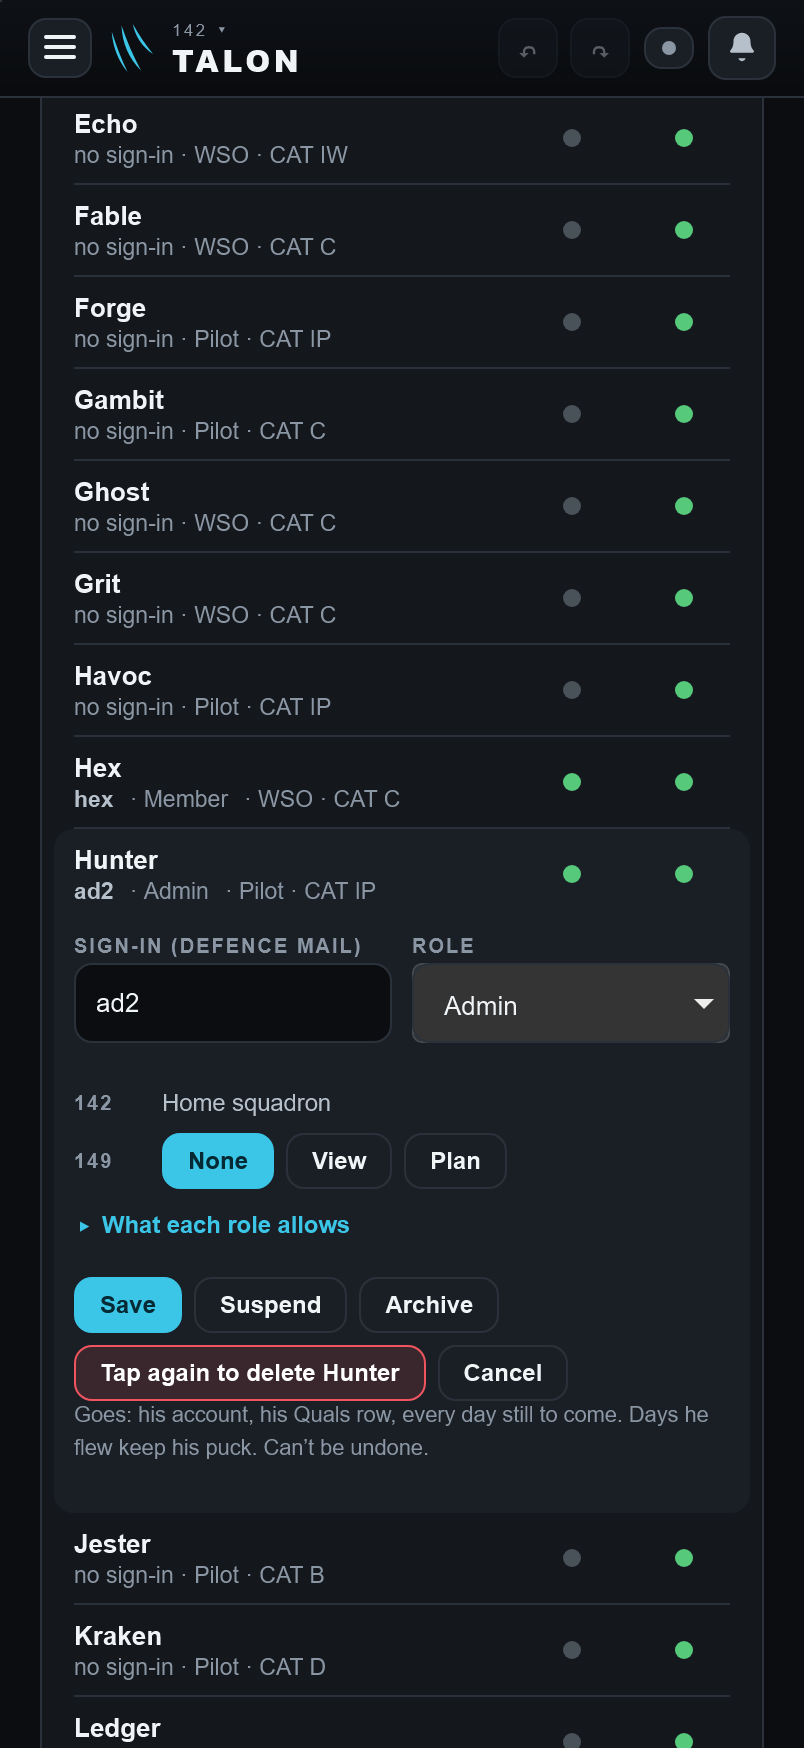 142 ▾
TALON
Echo
no sign-in · WSO · CAT IW
Fable
no sign-in · WSO · CAT C
Forge
no sign-in · Pilot · CAT IP
Gambit
no sign-in · Pilot · CAT C
Ghost
no sign-in · WSO · CAT C
Grit
no sign-in · WSO · CAT C
Havoc
no sign-in · Pilot · CAT IP
Hex
hex · Member · WSO · CAT C
Hunter
ad2 · Admin · Pilot · CAT IP
SIGN-IN (DEFENCE MAIL) ROLE
ad2 Admin
142 Home squadron
149 None View Plan
▸ What each role allows
Save Suspend Archive
Tap again to delete Hunter Cancel
Goes: his account, his Quals row, every day still to come. Days he
flew keep his puck. Can’t be undone.
Jester
no sign-in · Pilot · CAT B
Kraken
no sign-in · Pilot · CAT D
Ledger